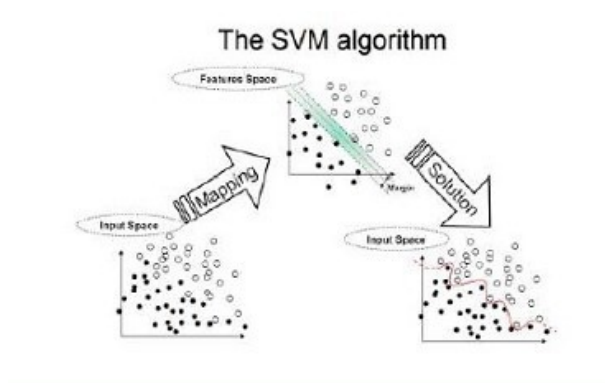 The SVM algorithm
Features Space
Mapping
Margin
Solution
Input Space
Input Space